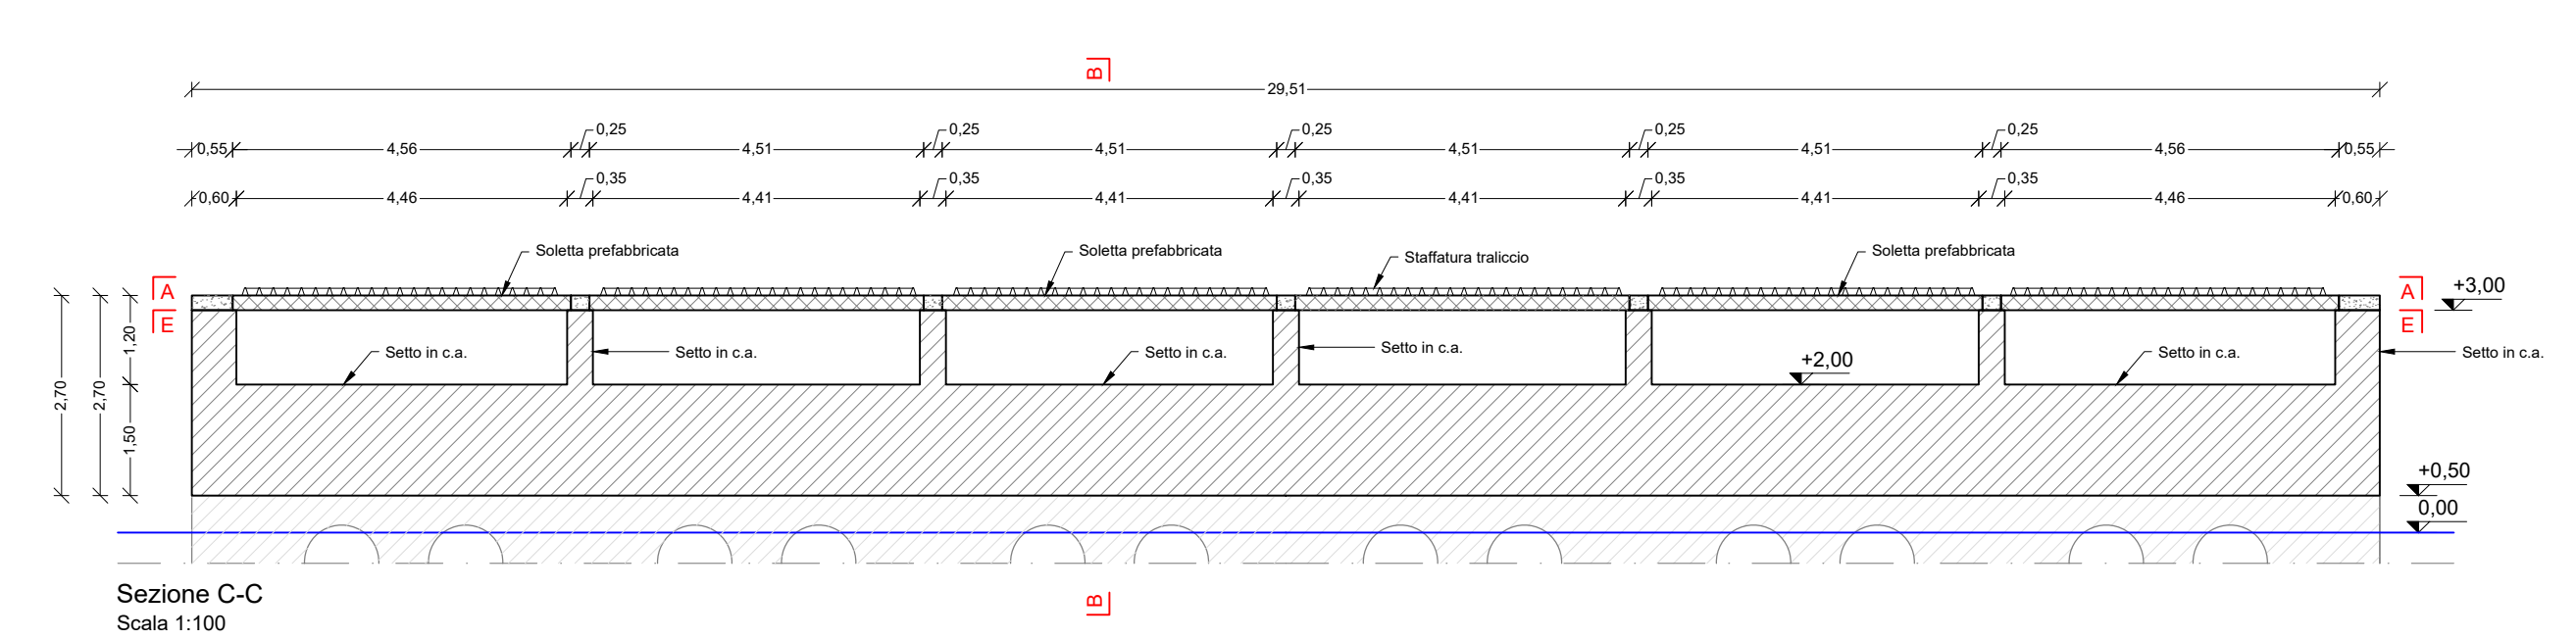 B
29,51
0,25 0,25 0,25 0,25 0,25
0,55 4,56 4,51 4,51 4,51 4,51 4,56 0,55
0,35 0,35 0,35 0,35 0,35
0,60 4,46 4,41 4,41 4,41 4,41 4,46 0,60
Soletta prefabbricata Soletta prefabbricata Staffatura traliccio Soletta prefabbricata
A A +3,00
E E
1,20
Setto in c.a. Setto in c.a. Setto in c.a. Setto in c.a. +2,00 Setto in c.a. Setto in c.a.
2,70 2,70 1,50
+0,50
0,00
Sezione C-C
Scala 1:100
B